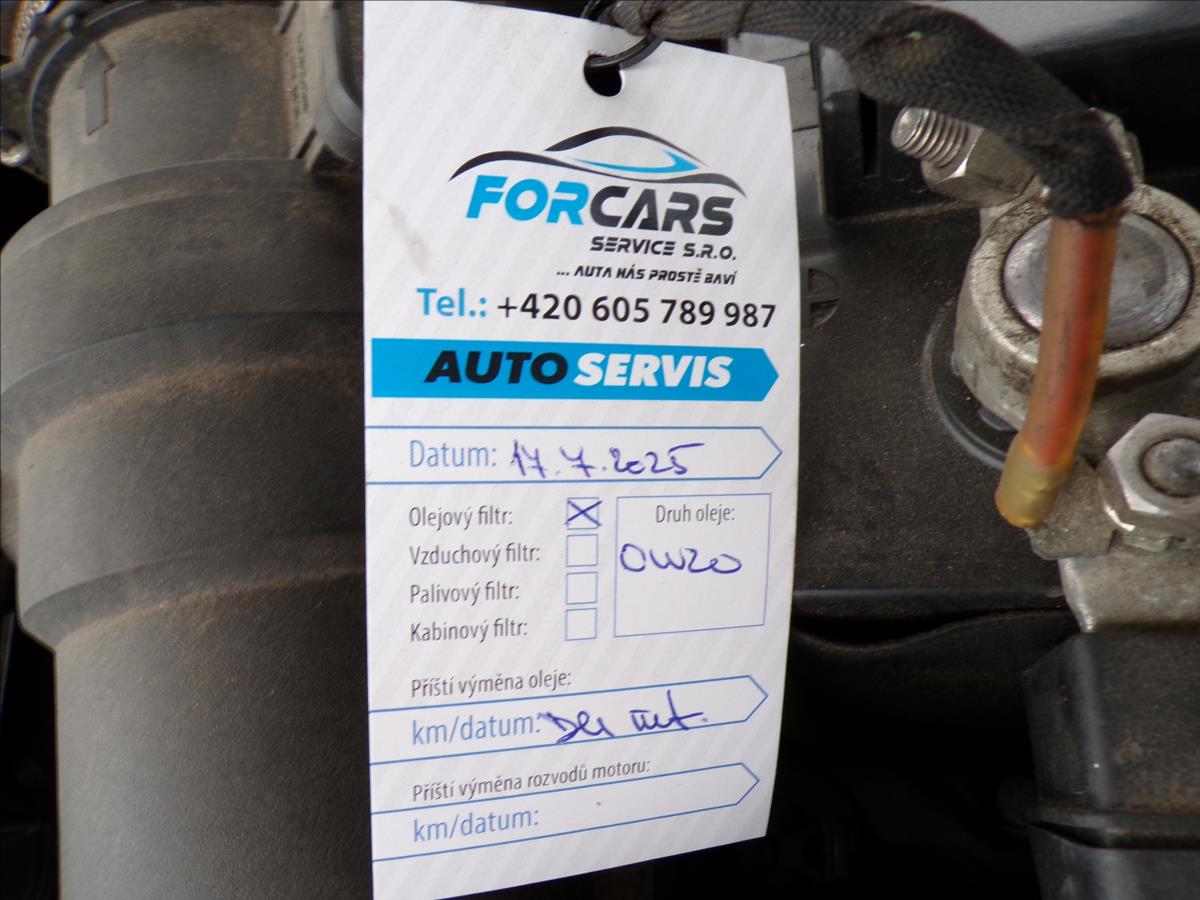 FORCARS
SERVICE S.R.O.
... AUTA NÁS PROSTĚ BAVÍ
Tel.: +420 605 789 987
AUTO SERVIS
Datum: 17.7.2025
Olejový filtr: X
Druh oleje:
Vzduchový filtr:
0W20
Palivový filtr:
Kabinový filtr:
Příští výměna oleje:
km/datum:
Příští výměna rozvodů motoru:
km/datum: